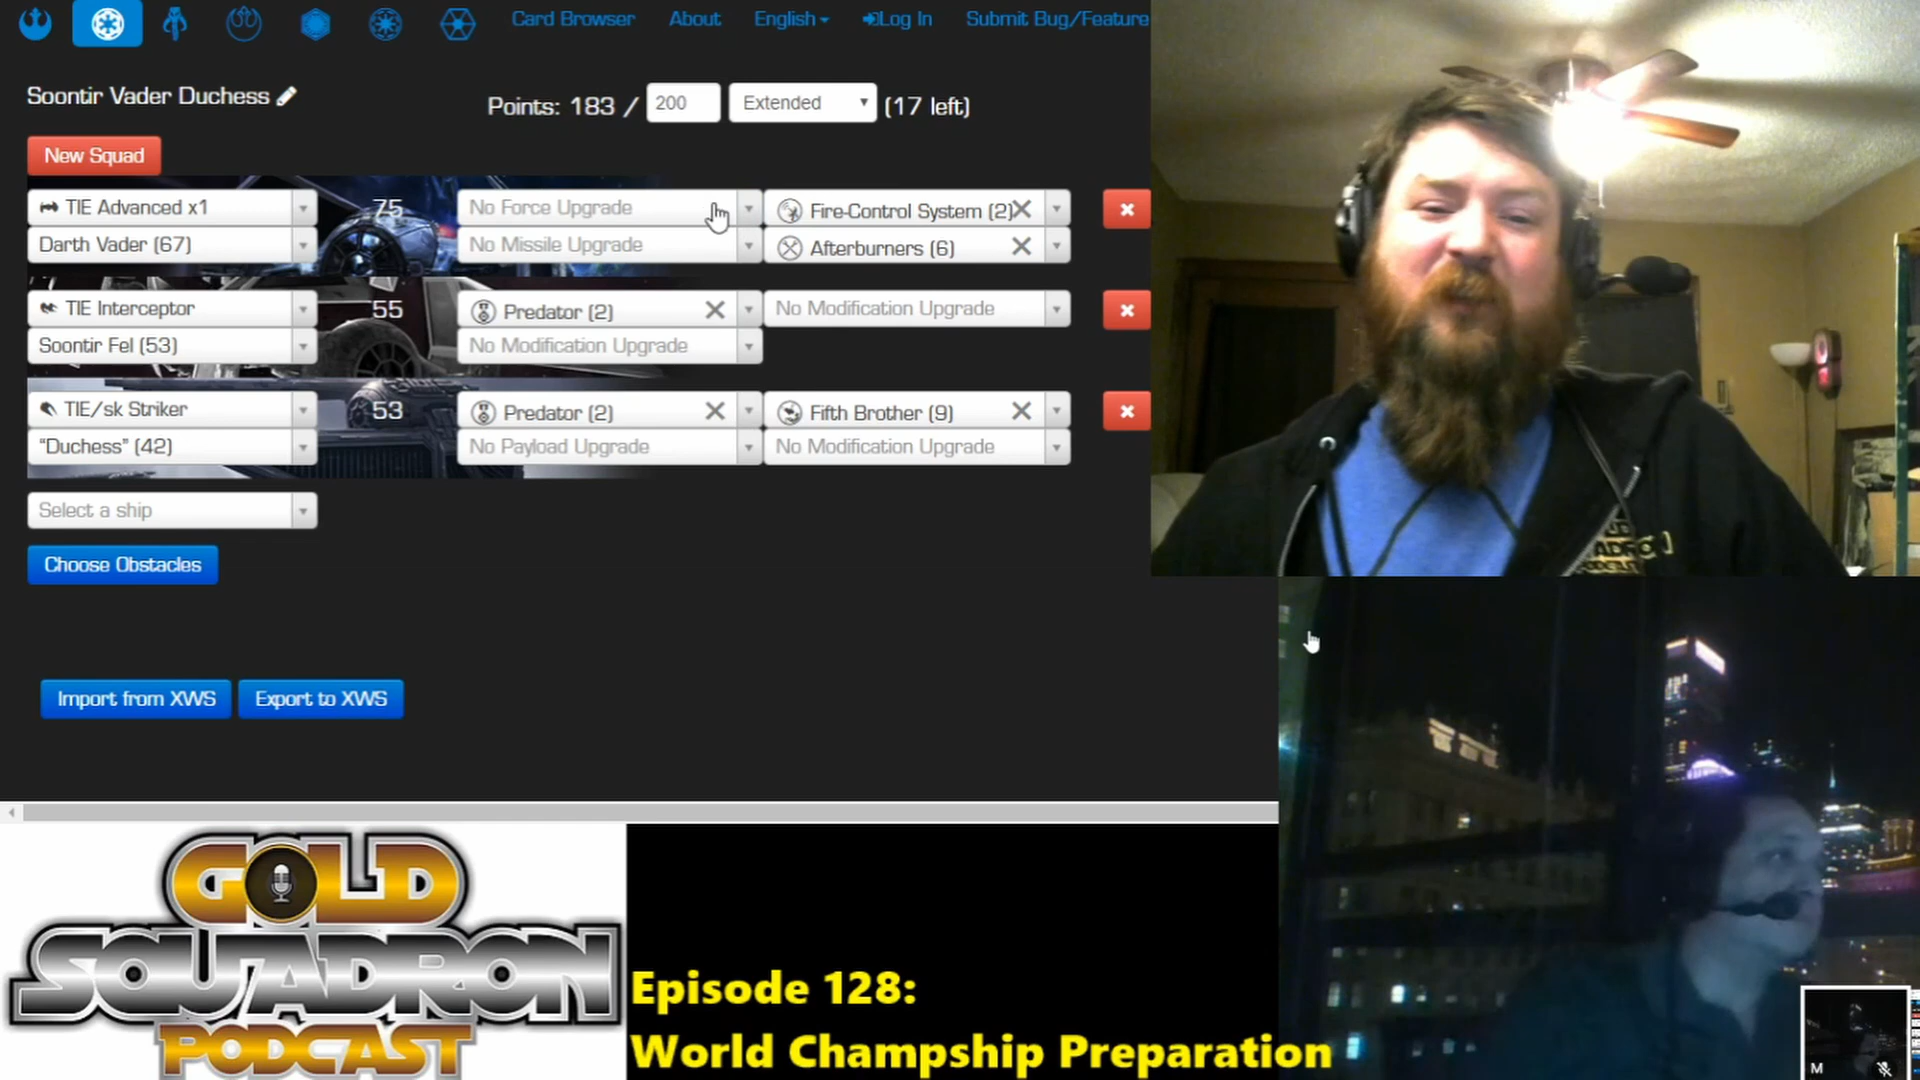 Card Browser About English Log In Submit Bug/Feature
Soontir Vader Duchess
Points: 183 / 200 Extended (17 left)
New Squad
TIE Advanced x1 75 No Force Upgrade Fire-Control System (2)
Darth Vader (67) No Missile Upgrade Afterburners (6)
TIE Interceptor 55 Predator (2) No Modification Upgrade
Soontir Fel (53) No Modification Upgrade
TIE/sk Striker 53 Predator (2) Fifth Brother (9)
"Duchess" (42) No Payload Upgrade No Modification Upgrade
Select a ship
Choose Obstacles
Import from XWS Export to XWS
GOLD
SQUADRON
PODCAST
Episode 128:
World Champship Preparation
M